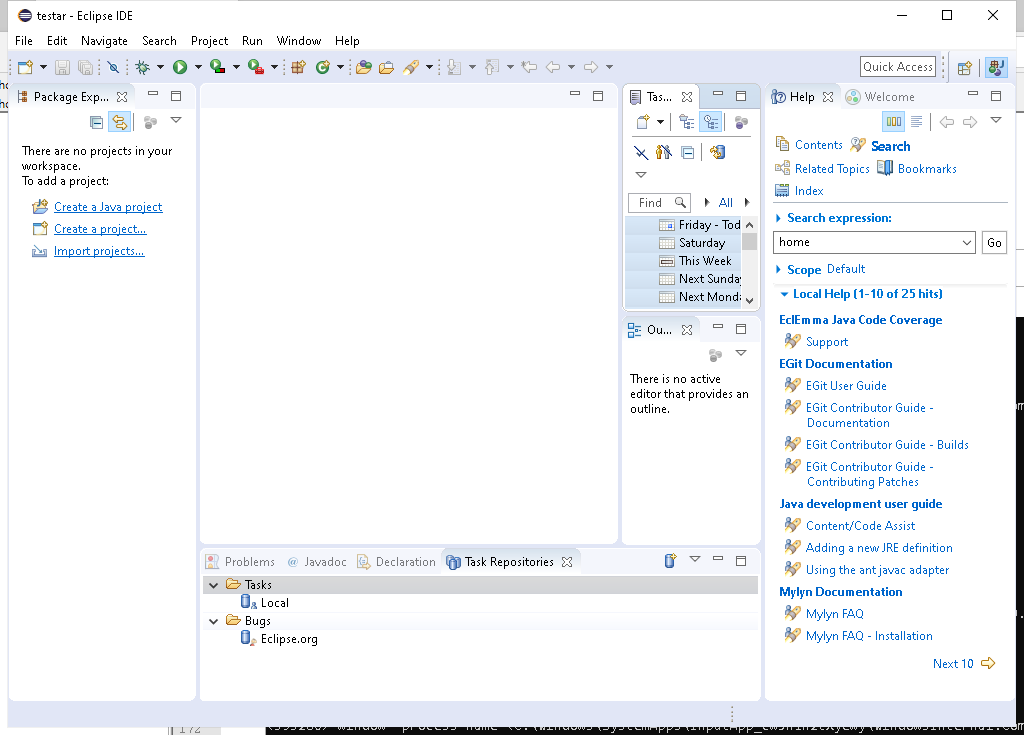 testar - Eclipse IDE
File Edit Navigate Search Project Run Window Help
Quick Access
Package Exp...
There are no projects in your
workspace.
To add a project:
Create a Java project
Create a project...
Import projects...
Tas...
Find
All
Friday - Tod
Saturday
This Week
Next Sunda
Next Monda
Ou...
There is no active
editor that provides an
outline.
Help
Welcome
Contents
Search
Related Topics
Bookmarks
Index
Search expression:
home
Go
Scope Default
Local Help (1-10 of 25 hits)
EclEmma Java Code Coverage
Support
EGit Documentation
EGit User Guide
EGit Contributor Guide -
Documentation
EGit Contributor Guide - Builds
EGit Contributor Guide -
Contributing Patches
Java development user guide
Content/Code Assist
Adding a new JRE definition
Using the ant javac adapter
Mylyn Documentation
Mylyn FAQ
Mylyn FAQ - Installation
Next 10
Problems
Javadoc
Declaration
Task Repositories
Tasks
Local
Bugs
Eclipse.org
172